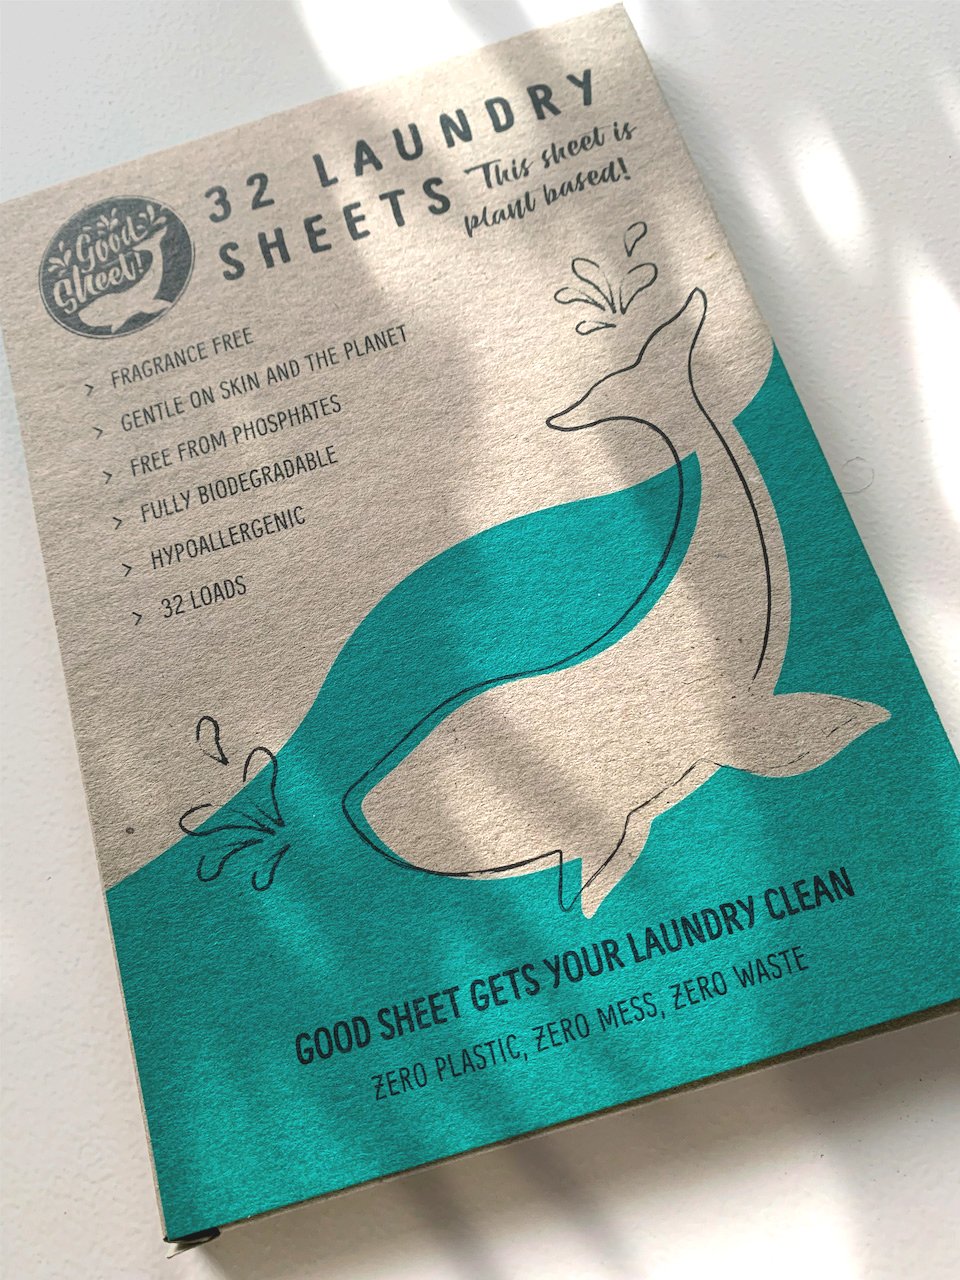 Good
Sheet!
32 LAUNDRY
SHEETS
This sheet is
plant based!
> FRAGRANCE FREE
> GENTLE ON SKIN AND THE PLANET
> FREE FROM PHOSPHATES
> FULLY BIODEGRADABLE
> HYPOALLERGENIC
> 32 LOADS
GOOD SHEET GETS YOUR LAUNDRY CLEAN
ZERO PLASTIC, ZERO MESS, ZERO WASTE